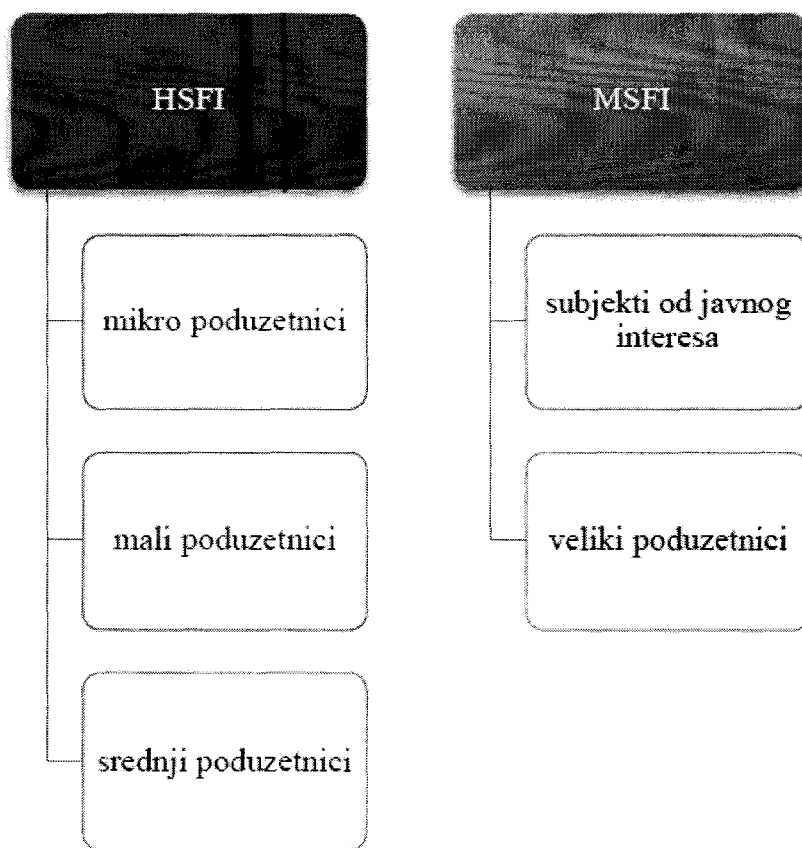 HSFI
mikro poduzetnici
mali poduzetnici
srednji poduzetnici
MSFI
subjekti od javnog
interesa
veliki poduzetnici